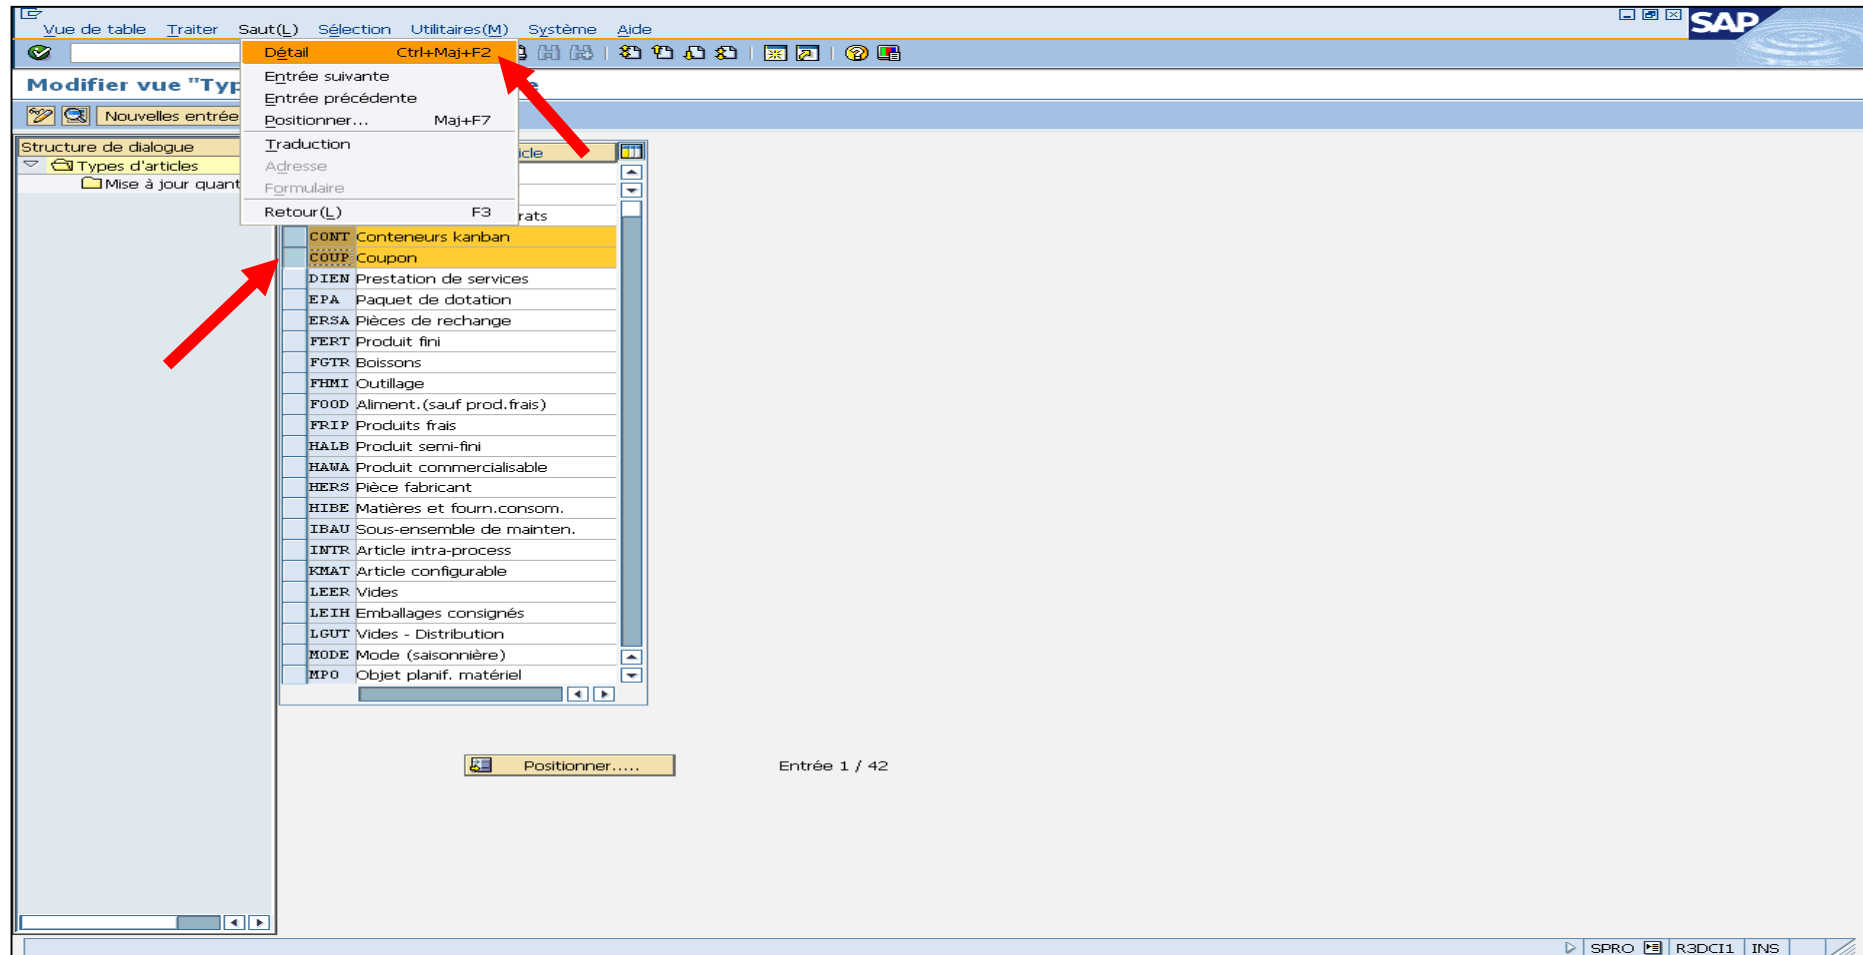 Vue de table Traiter Saut(L) Sélection Utilitaires(M) Système Aide
SAP
Détail Ctrl+Maj+F2
Entrée suivante
Entrée précédente
Positionner... Maj+F7
Traduction
Adresse
Formulaire
Retour(L) F3
Modifier vue "Typ
Nouvelles entrée
Structure de dialogue
Types d'articles
Mise à jour quant
icle
rats
CONT Conteneurs kanban
COUP Coupon
DIEN Prestation de services
EPA Paquet de dotation
ERSA Pièces de rechange
FERT Produit fini
FGTR Boissons
FHMI Outillage
FOOD Aliment.(sauf prod.frais)
FRIP Produits frais
HALB Produit semi-fini
HAWA Produit commercialisable
HERS Pièce fabricant
HIBE Matières et fourn.consom.
IBAU Sous-ensemble de mainten.
INTR Article intra-process
KMAT Article configurable
LEER Vides
LEIH Emballages consignés
LGUT Vides - Distribution
MODE Mode (saisonnière)
MPO Objet planif. matériel
Positionner..... Entrée 1 / 42
SPRO R3DCI1 INS